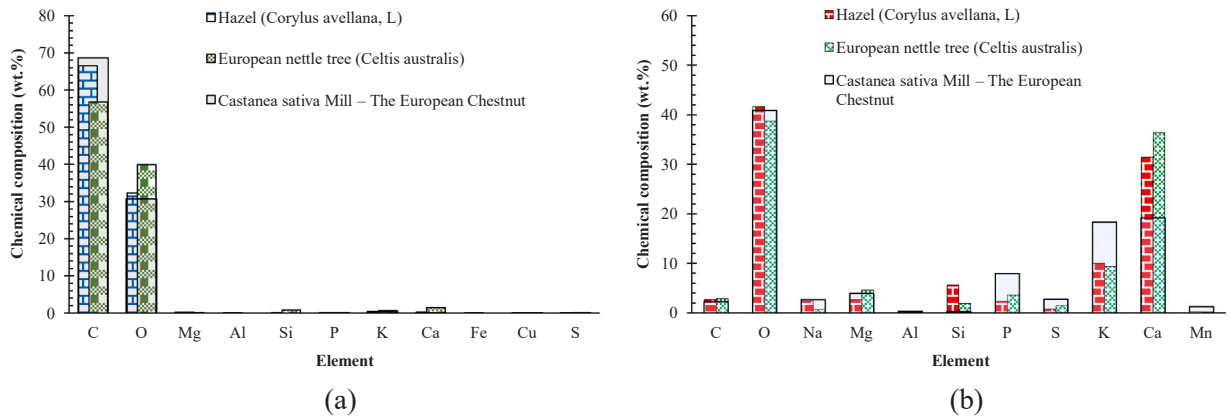 Chemical composition (wt.%)
80
70
60
50
40
30
20
10
0
Hazel (Corylus avellana, L)
European nettle tree (Celtis australis)
Castanea sativa Mill – The European Chestnut
C O Mg Al Si P K Ca Fe Cu S
Element
(a)
Chemical composition (wt.%)
60
50
40
30
20
10
0
Hazel (Corylus avellana, L)
European nettle tree (Celtis australis)
Castanea sativa Mill – The European
Chestnut
C O Na Mg Al Si P S K Ca Mn
Element
(b)